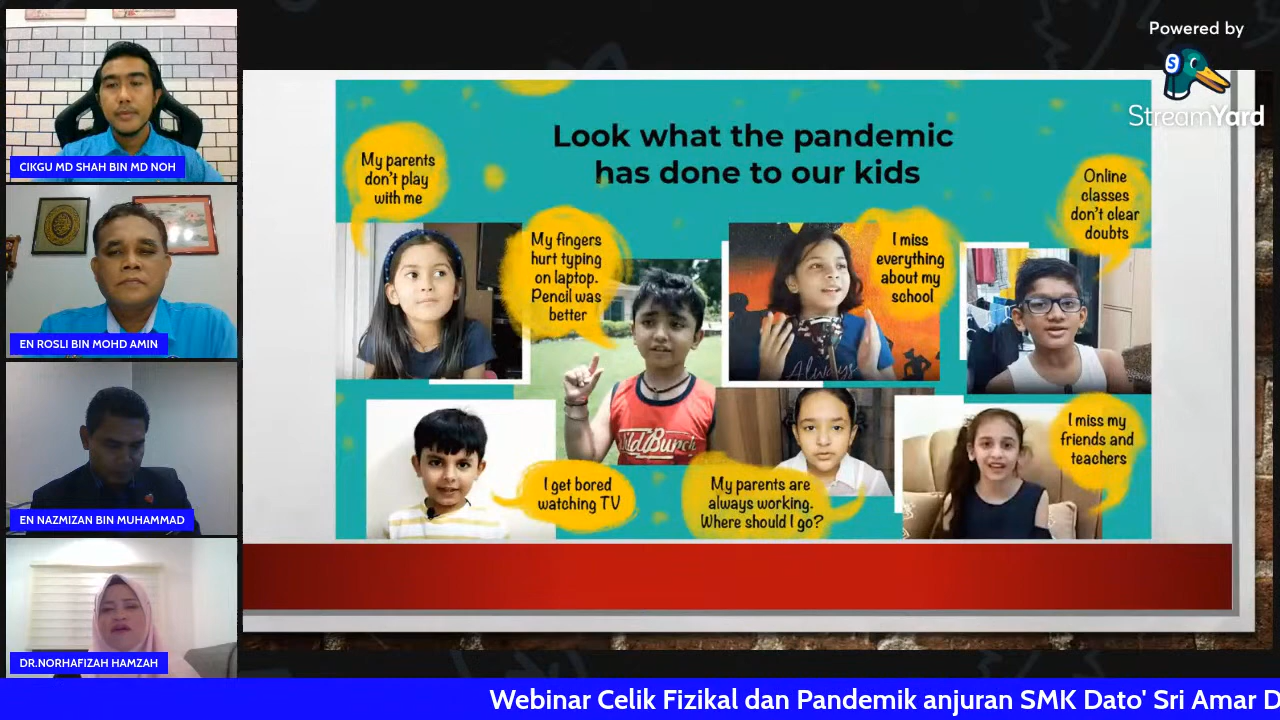 Powered by
StreamYard
CIKGU MD SHAH BIN MD NOH
EN ROSLI BIN MOHD AMIN
EN NAZMIZAN BIN MUHAMMAD
DR.NORHAFIZAH HAMZAH
Look what the pandemic
has done to our kids
My parents
don't play
with me
My fingers
hurt typing
on laptop.
Pencil was
better
I miss
everything
about my
school
Online
classes
don't clear
doubts
I get bored
watching TV
My parents are
always working.
Where should I go?
I miss my
friends and
teachers
Always
Wild Bunch
Webinar Celik Fizikal dan Pandemik anjuran SMK Dato' Sri Amar D